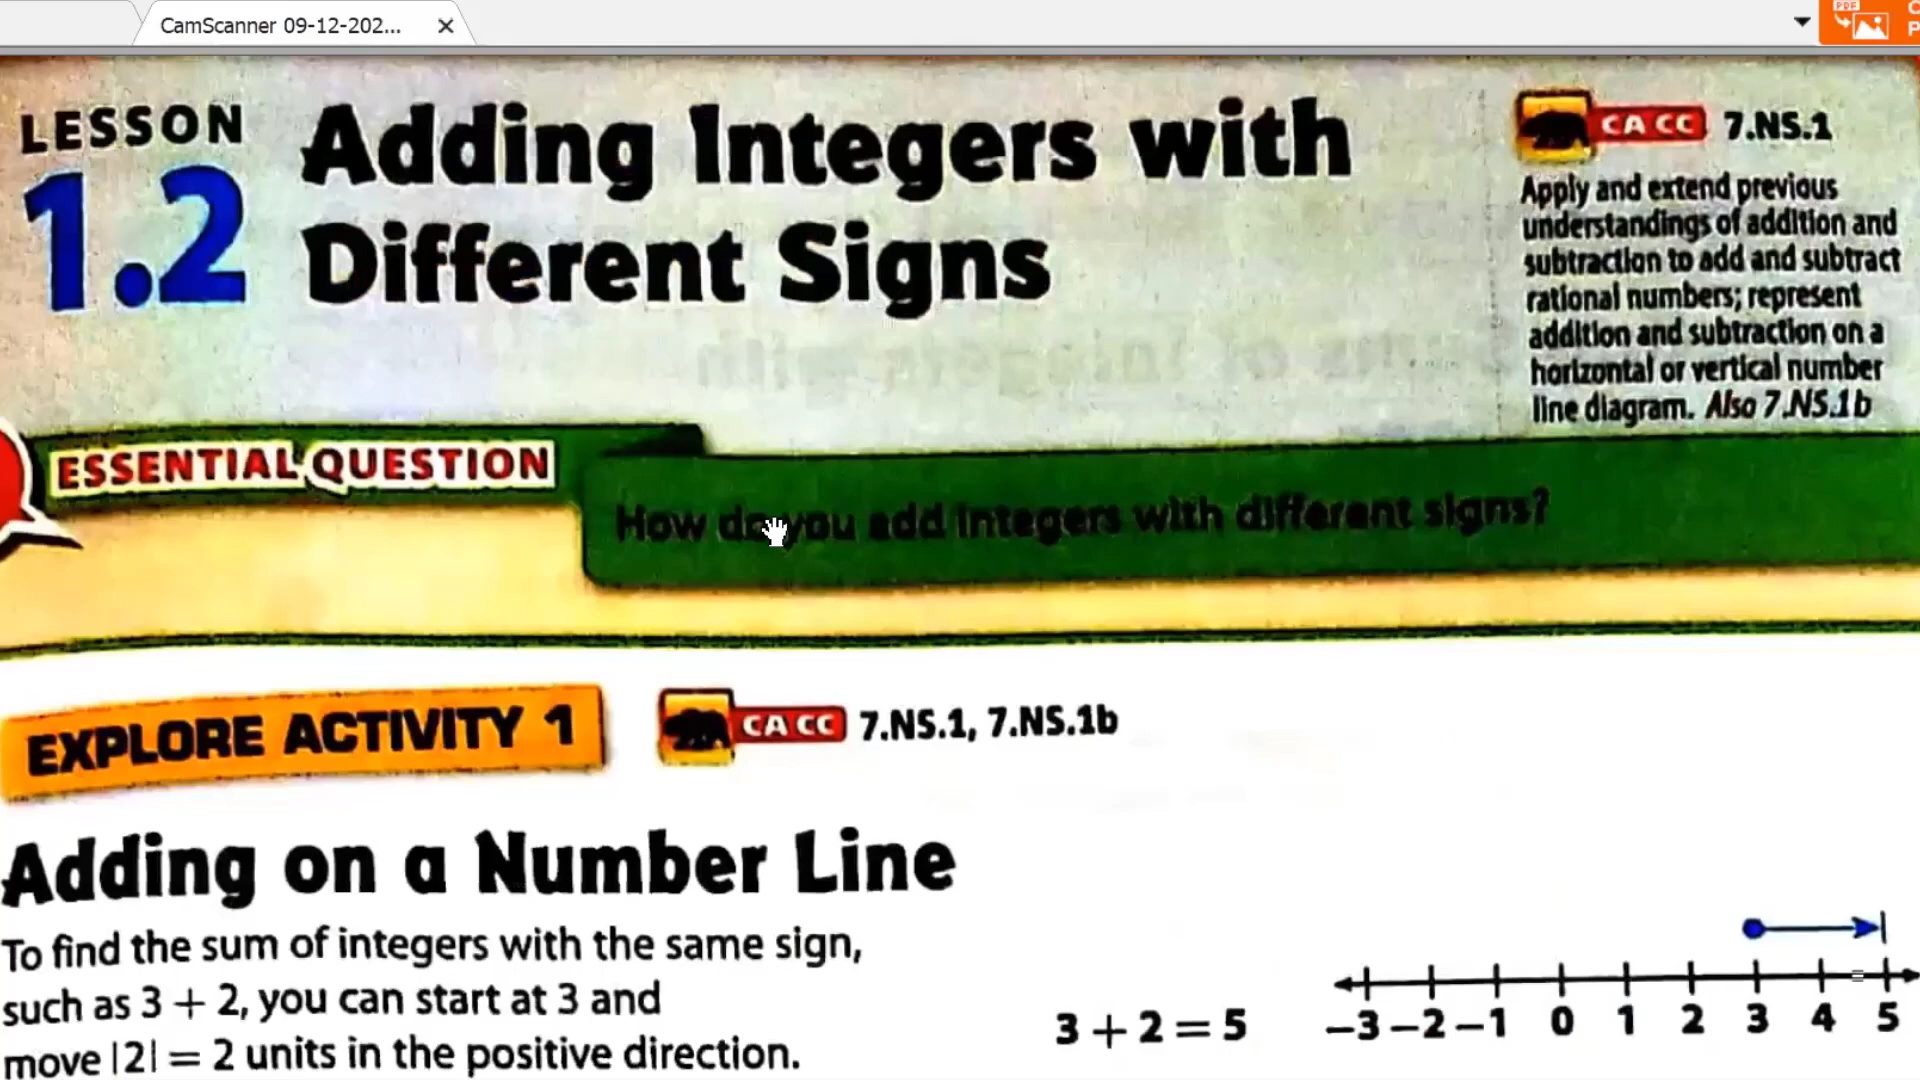 CamScanner 09-12-202...
PDF
LESSON
1.2
Adding Integers with
Different Signs
CA CC 7.NS.1
Apply and extend previous
understandings of addition and
subtraction to add and subtract
rational numbers; represent
addition and subtraction on a
horizontal or vertical number
line diagram. Also 7.NS.1b
ESSENTIAL QUESTION
How do you add integers with different signs?
EXPLORE ACTIVITY 1
CA CC 7.NS.1, 7.NS.1b
Adding on a Number Line
To find the sum of integers with the same sign,
such as 3 + 2, you can start at 3 and
move |2| = 2 units in the positive direction.
3 + 2 = 5
−3 −2 −1 0 1 2 3 4 5